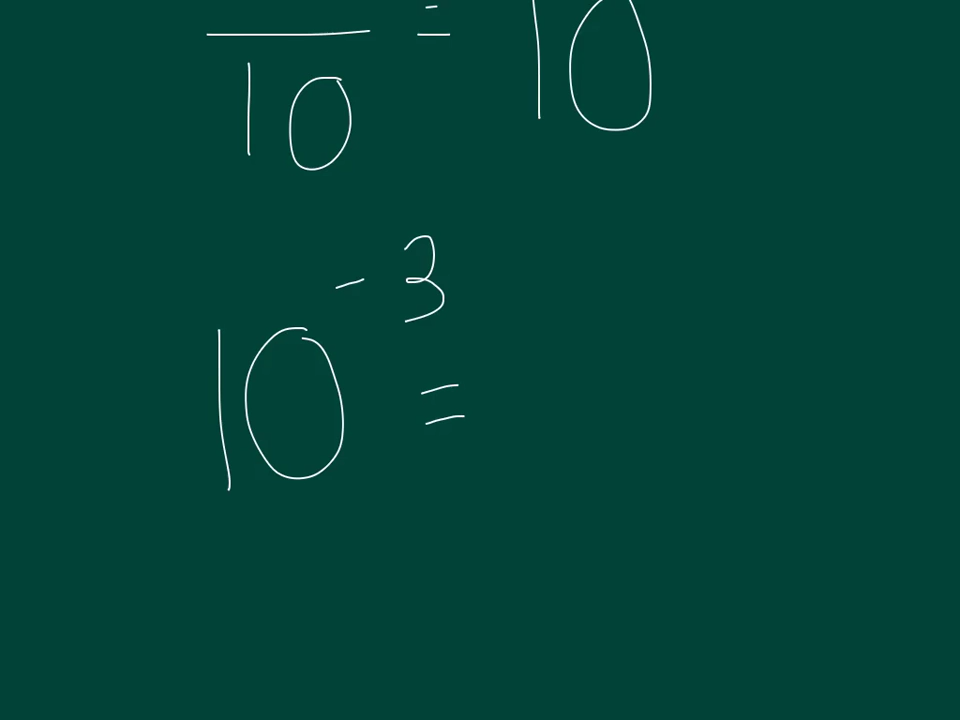 — = 10
10
10⁻³ =